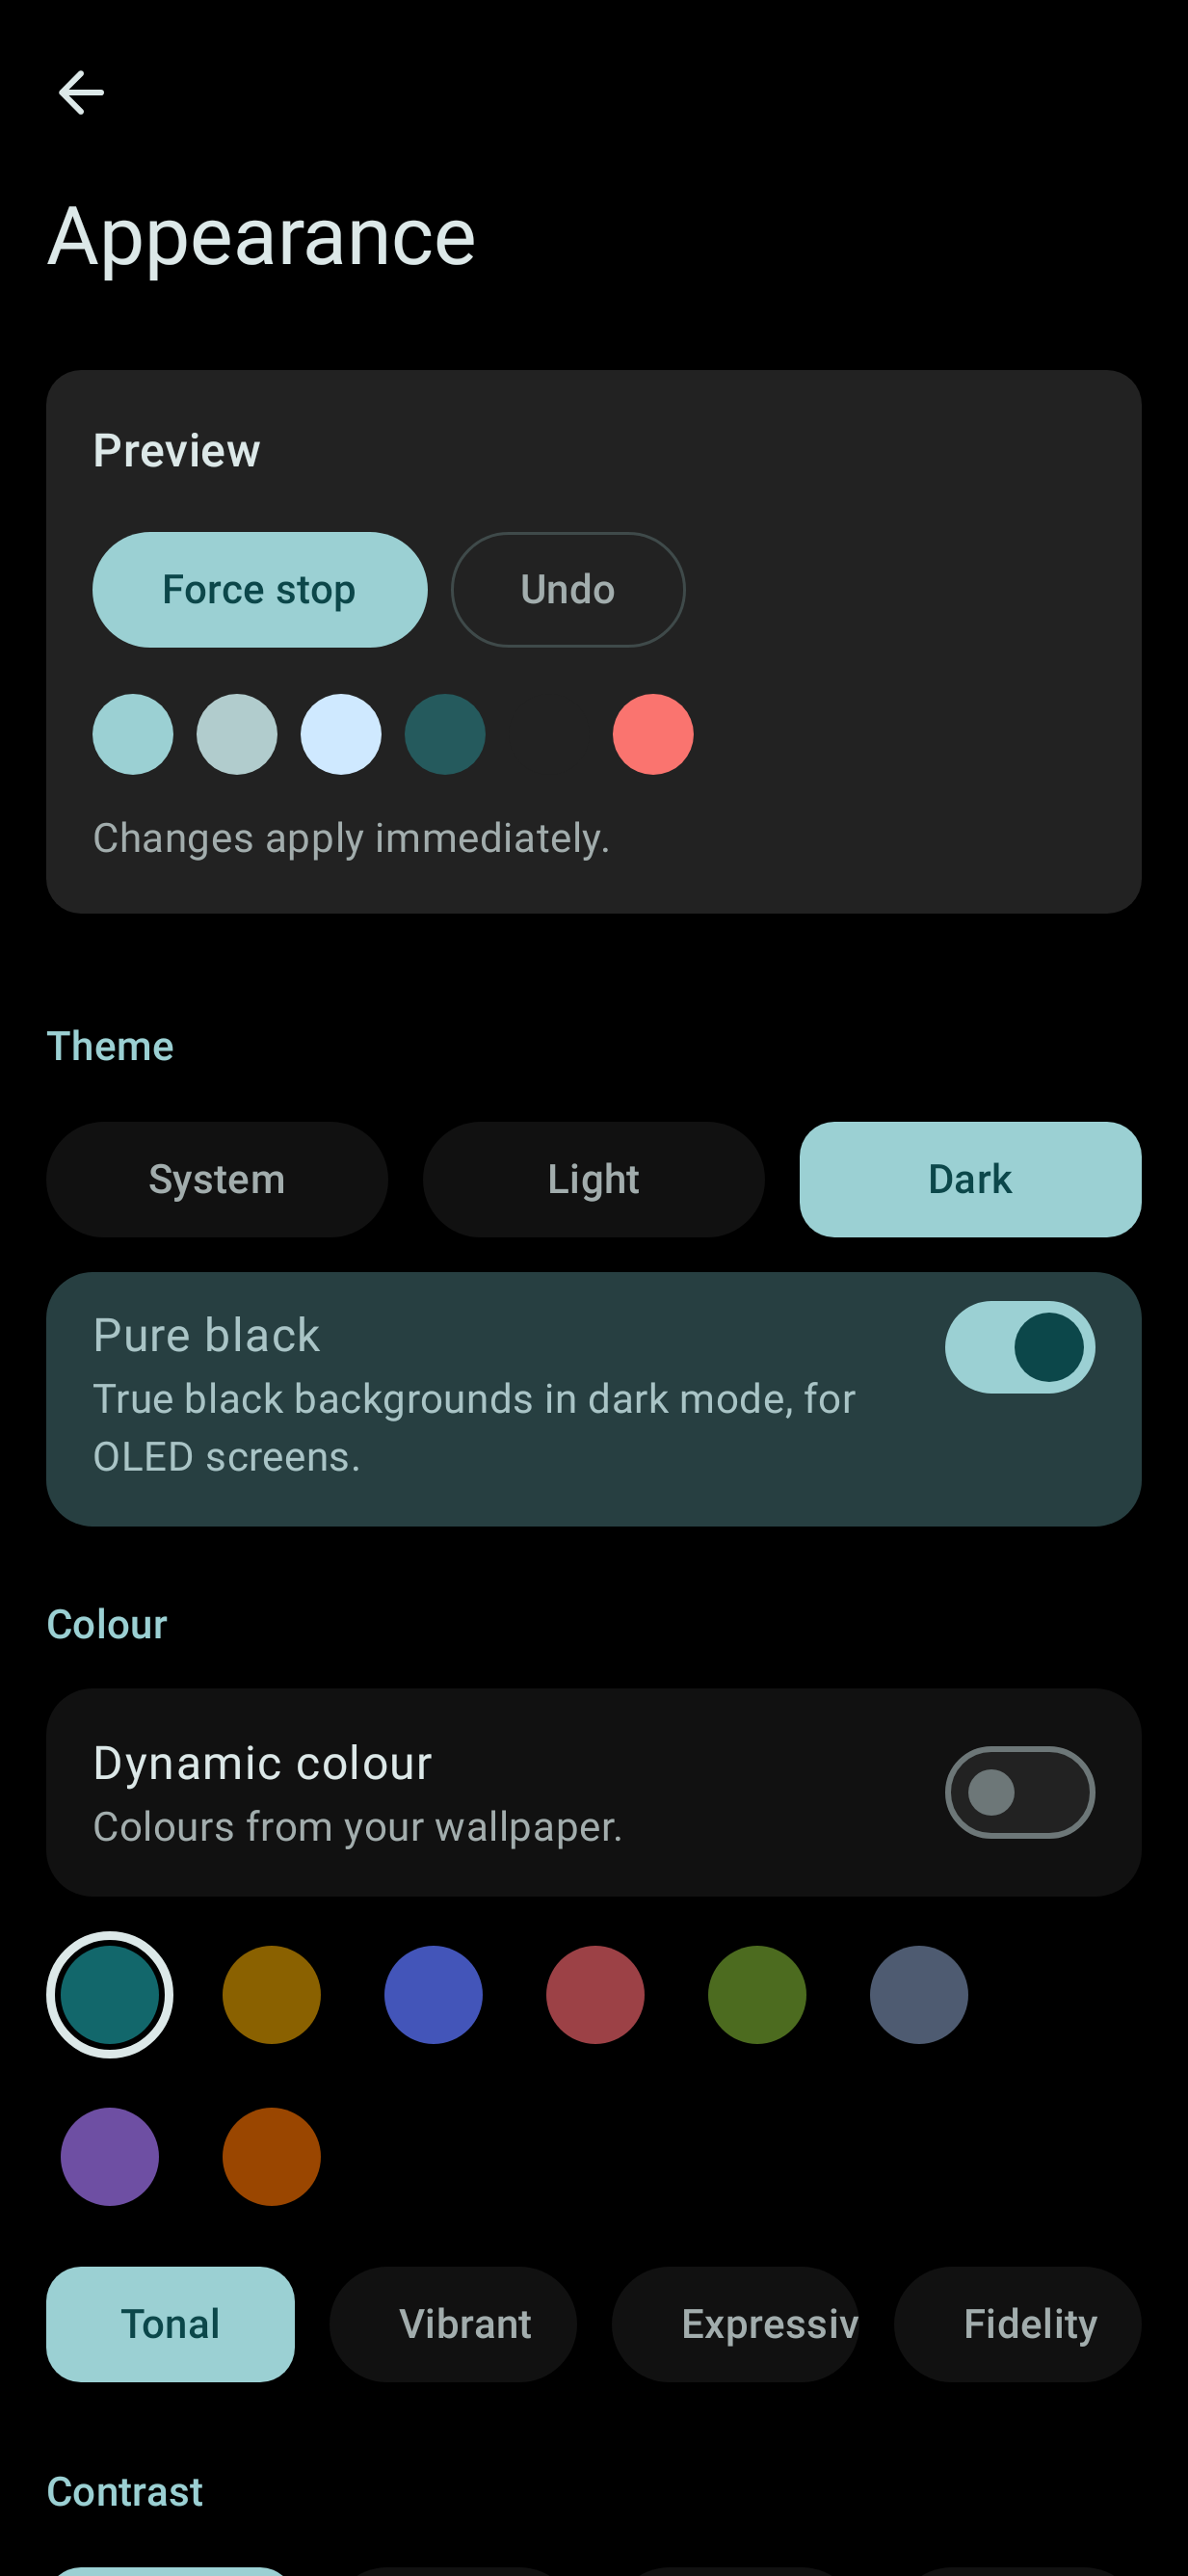 Appearance
Preview
Force stop
Undo
Changes apply immediately.
Theme
System
Light
Dark
Pure black
True black backgrounds in dark mode, for
OLED screens.
Colour
Dynamic colour
Colours from your wallpaper.
Tonal
Vibrant
Expressiv
Fidelity
Contrast